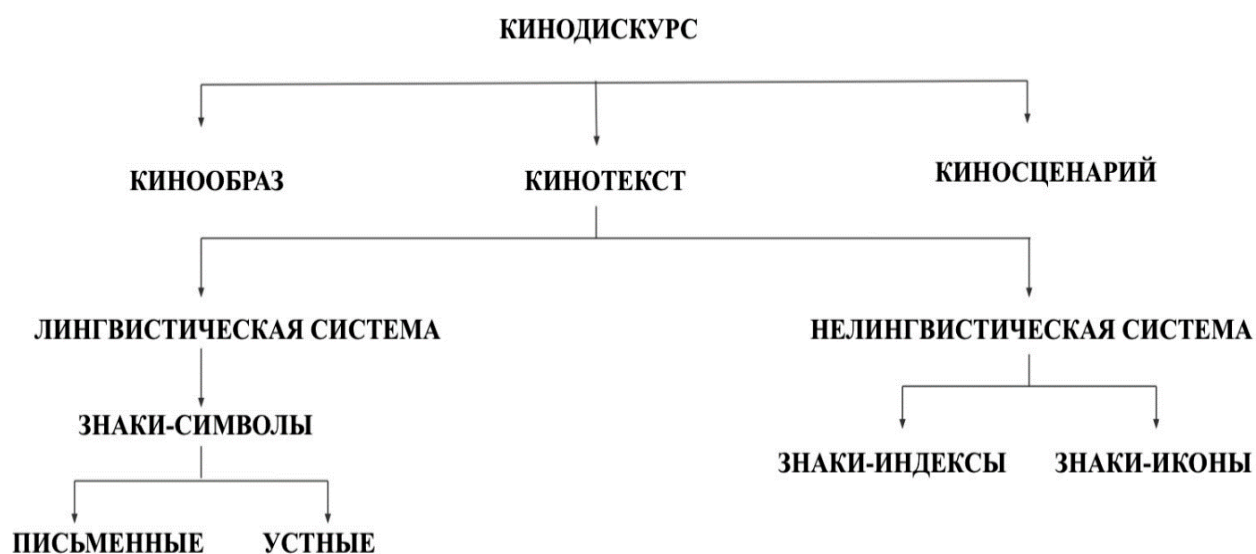 КИНОДИСКУРС
КИНООБРАЗ
КИНОТЕКСТ
КИНОСЦЕНАРИЙ
ЛИНГВИСТИЧЕСКАЯ СИСТЕМА
НЕЛИНГВИСТИЧЕСКАЯ СИСТЕМА
ЗНАКИ-СИМВОЛЫ
ЗНАКИ-ИНДЕКСЫ
ЗНАКИ-ИКОНЫ
ПИСЬМЕННЫЕ
УСТНЫЕ